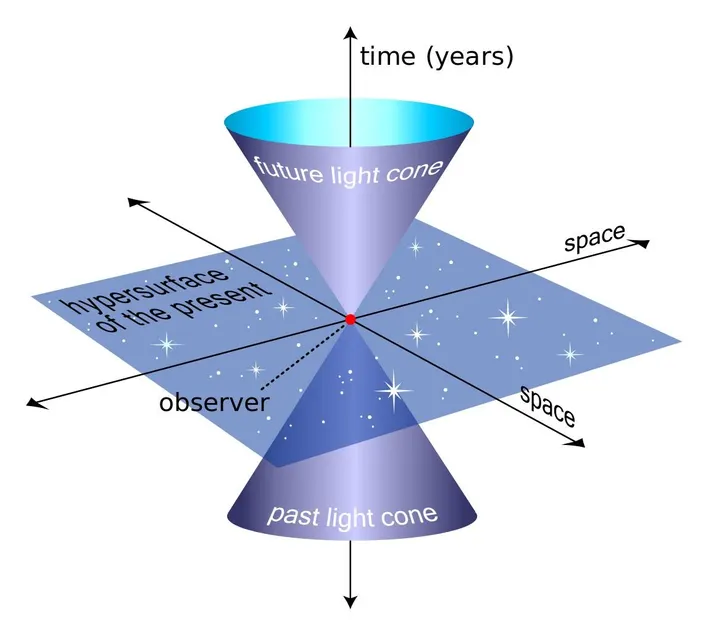 time (years)
future light cone
space
hypersurface
of the present
space
observer
past light cone